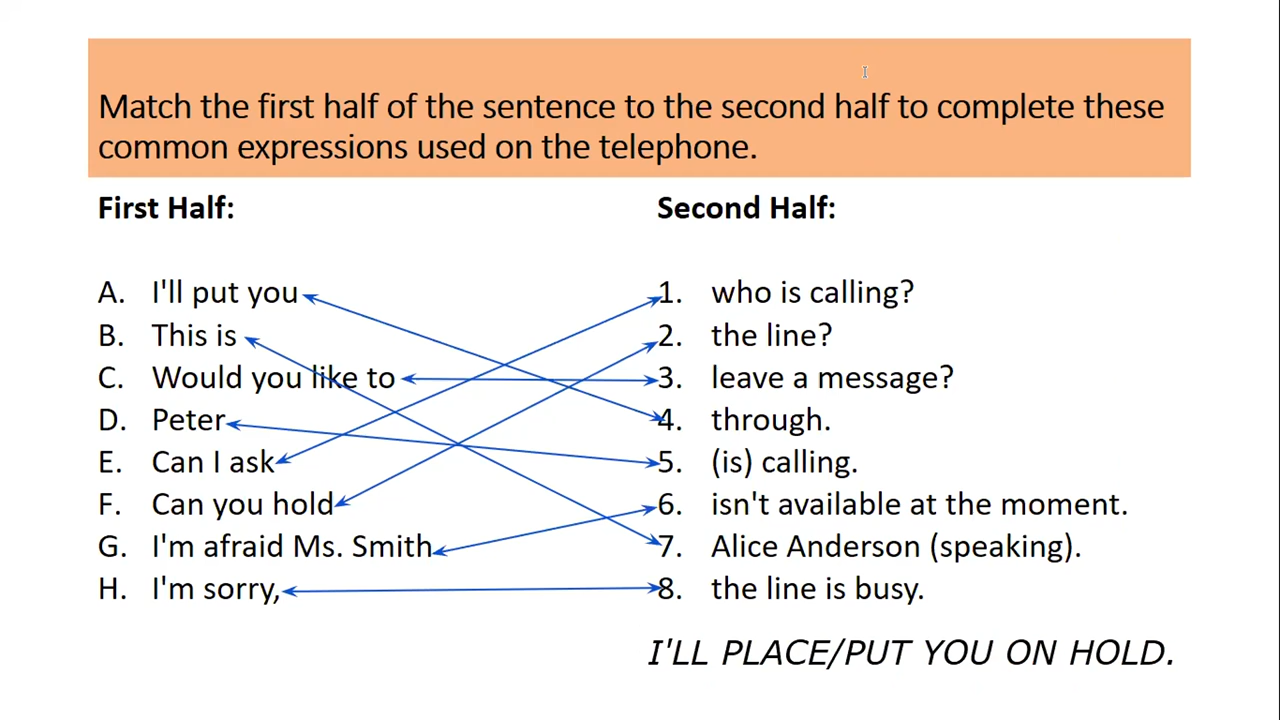 Match the first half of the sentence to the second half to complete these
common expressions used on the telephone.
First Half:
A. I'll put you
B. This is
C. Would you like to
D. Peter
E. Can I ask
F. Can you hold
G. I'm afraid Ms. Smith
H. I'm sorry,
Second Half:
1. who is calling?
2. the line?
3. leave a message?
4. through.
5. (is) calling.
6. isn't available at the moment.
7. Alice Anderson (speaking).
8. the line is busy.
I'LL PLACE/PUT YOU ON HOLD.